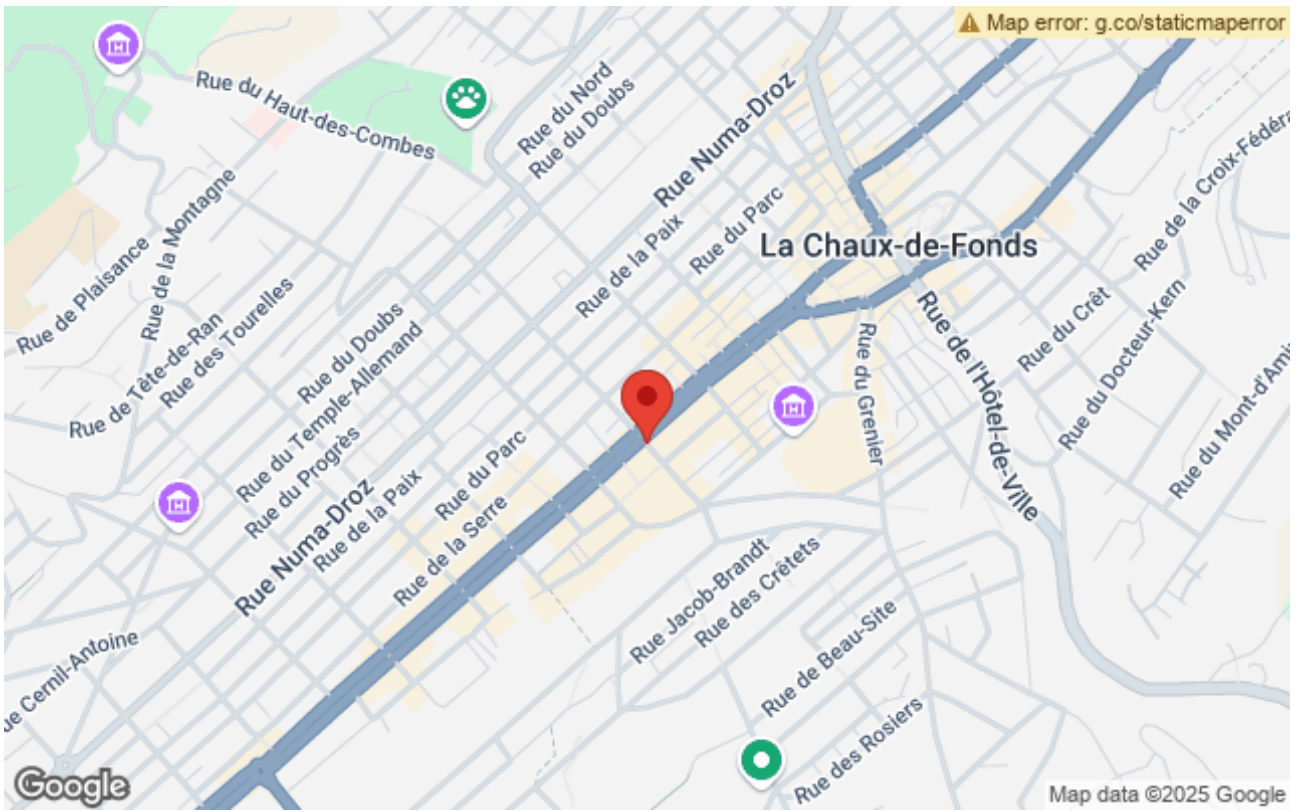 Map error: g.co/staticmaperror
Rue du Haut-des-Combes
Rue du Nord
Rue du Doubs
Rue Numa-Droz
Rue de la Croix-Fédéra
Rue de la Montagne
Rue de Plaisance
Rue du Parc
Rue de la Paix
La Chaux-de-Fonds
Rue de Tête-de-Ran
Rue des Tourelles
Rue du Doubs
Rue du Temple-Allemand
Rue du Progrès
Rue Numa-Droz
Rue de la Paix
Rue du Parc
Rue de la Serre
Rue du Grenier
Rue de l'Hôtel-de-Ville
Rue du Crêt
Rue du Docteur-Kern
Rue du Mont-d'Ami
ue Cernil-Antoine
Rue Jacob-Brandt
Rue des Crêtets
Rue de Beau-Site
Rue des Rosiers
Google
Map data ©2025 Google